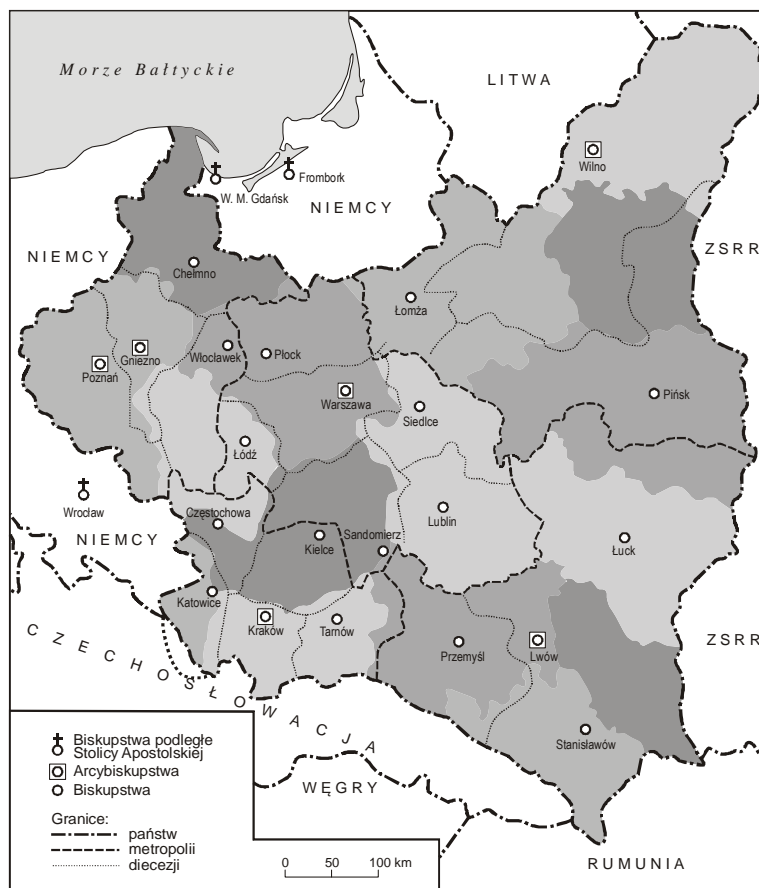 Morze Bałtyckie
LITWA
Wilno
Frombork
W. M. Gdańsk
NIEMCY
NIEMCY
ZSRR
Chełmno
Łomża
Gniezno
Włocławek
Płock
Poznań
Warszawa
Siedlce
Pińsk
Łódź
Wrocław
Częstochowa
Lublin
NIEMCY
Kielce
Sandomierz
Łuck
Katowice
Kraków
Tarnów
Przemyśl
Lwów
ZSRR
CZECHOSŁOWACJA
Stanisławów
WĘGRY
RUMUNIA
Biskupstwa podległe
Stolicy Apostolskiej
Arcybiskupstwa
Biskupstwa
Granice:
państw
metropolii
diecezji
0 50 100 km